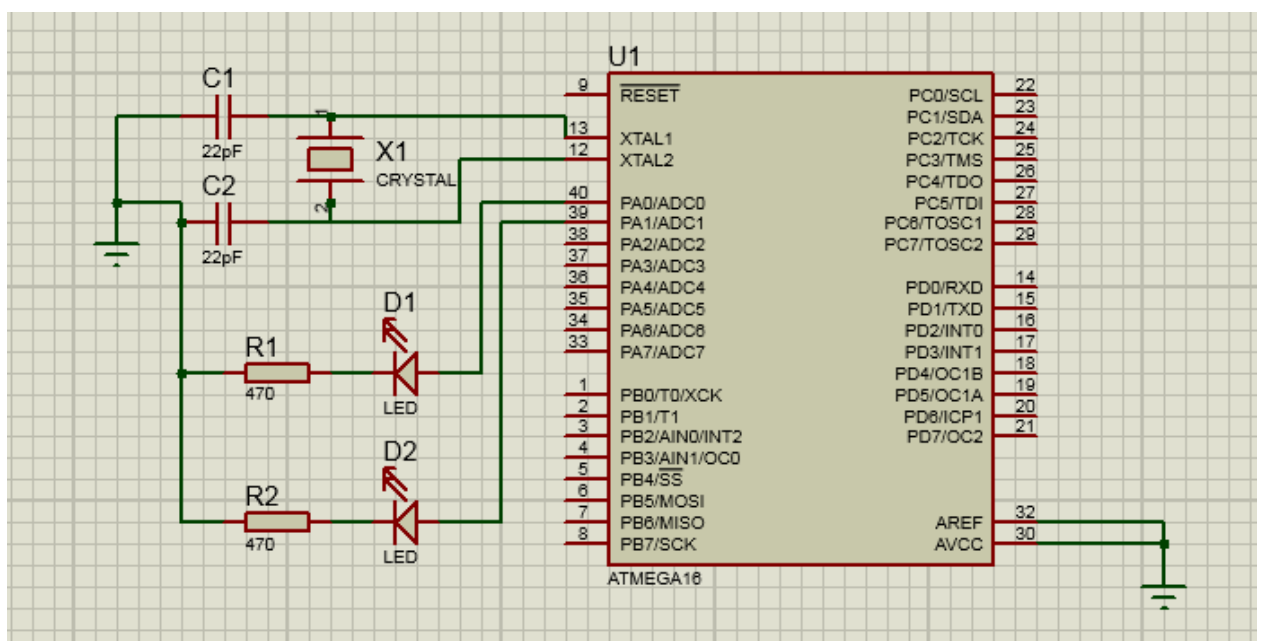 U1
C1
22pF
1
X1
CRYSTAL
2
C2
22pF
D1
R1
470
LED
D2
R2
470
LED
9 RESET
13 XTAL1
12 XTAL2
40 PA0/ADC0
39 PA1/ADC1
38 PA2/ADC2
37 PA3/ADC3
36 PA4/ADC4
35 PA5/ADC5
34 PA6/ADC6
33 PA7/ADC7
1 PB0/T0/XCK
2 PB1/T1
3 PB2/AIN0/INT2
4 PB3/AIN1/OC0
5 PB4/SS
6 PB5/MOSI
7 PB6/MISO
8 PB7/SCK
PC0/SCL 22
PC1/SDA 23
PC2/TCK 24
PC3/TMS 25
PC4/TDO 26
PC5/TDI 27
PC6/TOSC1 28
PC7/TOSC2 29
PD0/RXD 14
PD1/TXD 15
PD2/INT0 16
PD3/INT1 17
PD4/OC1B 18
PD5/OC1A 19
PD6/ICP1 20
PD7/OC2 21
AREF 32
AVCC 30
ATMEGA16